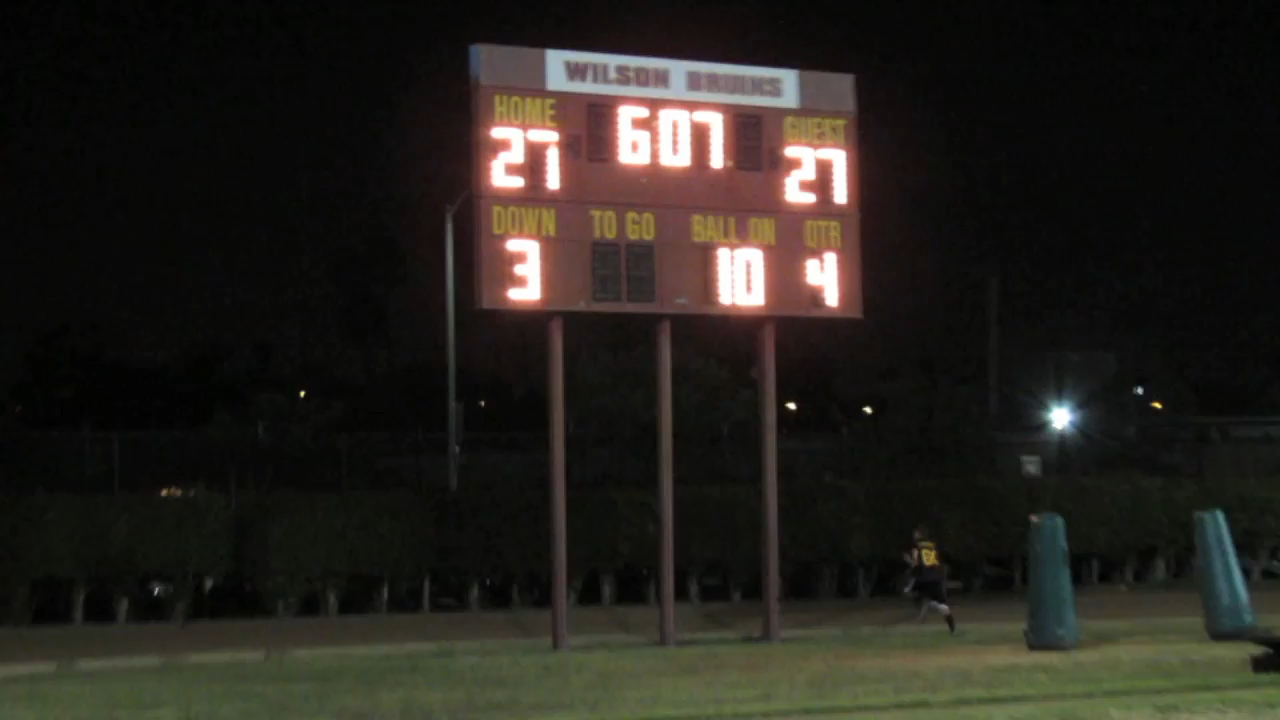 WILSON BRUINS
HOME 607 GUEST
27 27
DOWN TO GO BALL ON QTR
3 10 4